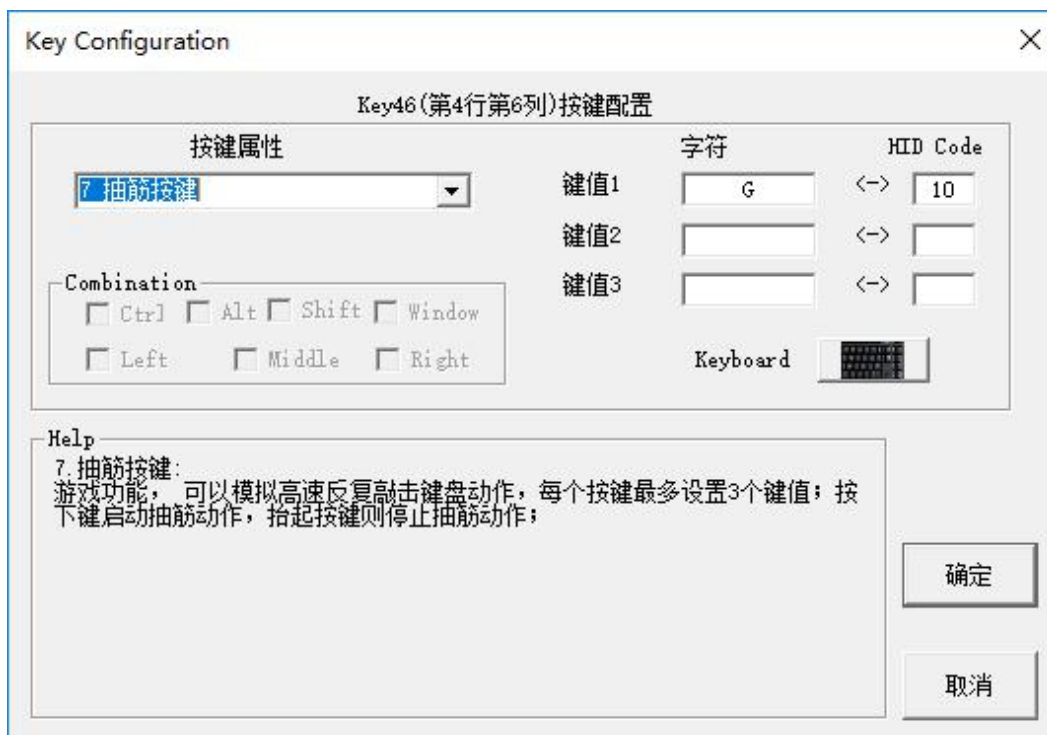 Key Configuration
Key46(第4行第6列)按键配置
按键属性 字符 HID Code
7 抽筋按键 键值1 G <-> 10
键值2 <->
键值3 <->
Combination
Ctrl Alt Shift Window
Left Middle Right
Keyboard
Help
7.抽筋按键:
游戏功能, 可以模拟高速反复敲击键盘动作,每个按键最多设置3个键值;按
下键启动抽筋动作,抬起按键则停止抽筋动作;
确定
取消